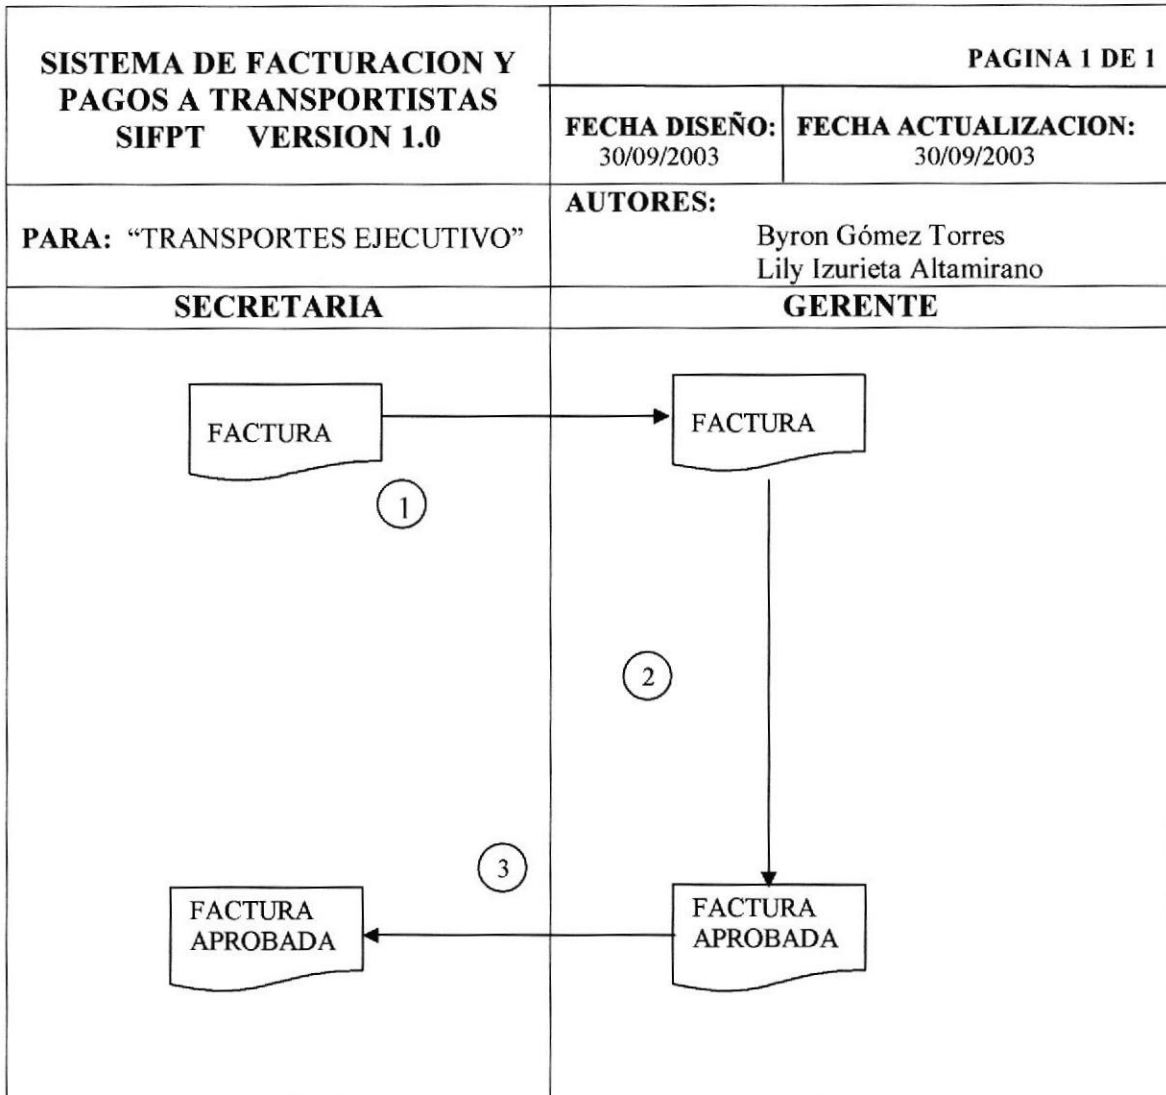 SISTEMA DE FACTURACION Y
PAGOS A TRANSPORTISTAS
SIFPT VERSION 1.0
PAGINA 1 DE 1
FECHA DISEÑO:
30/09/2003
FECHA ACTUALIZACION:
30/09/2003
PARA: “TRANSPORTES EJECUTIVO”
AUTORES:
Byron Gómez Torres
Lily Izurieta Altamirano
SECRETARIA
GERENTE
FACTURA
FACTURA
1
2
3
FACTURA
APROBADA
FACTURA
APROBADA